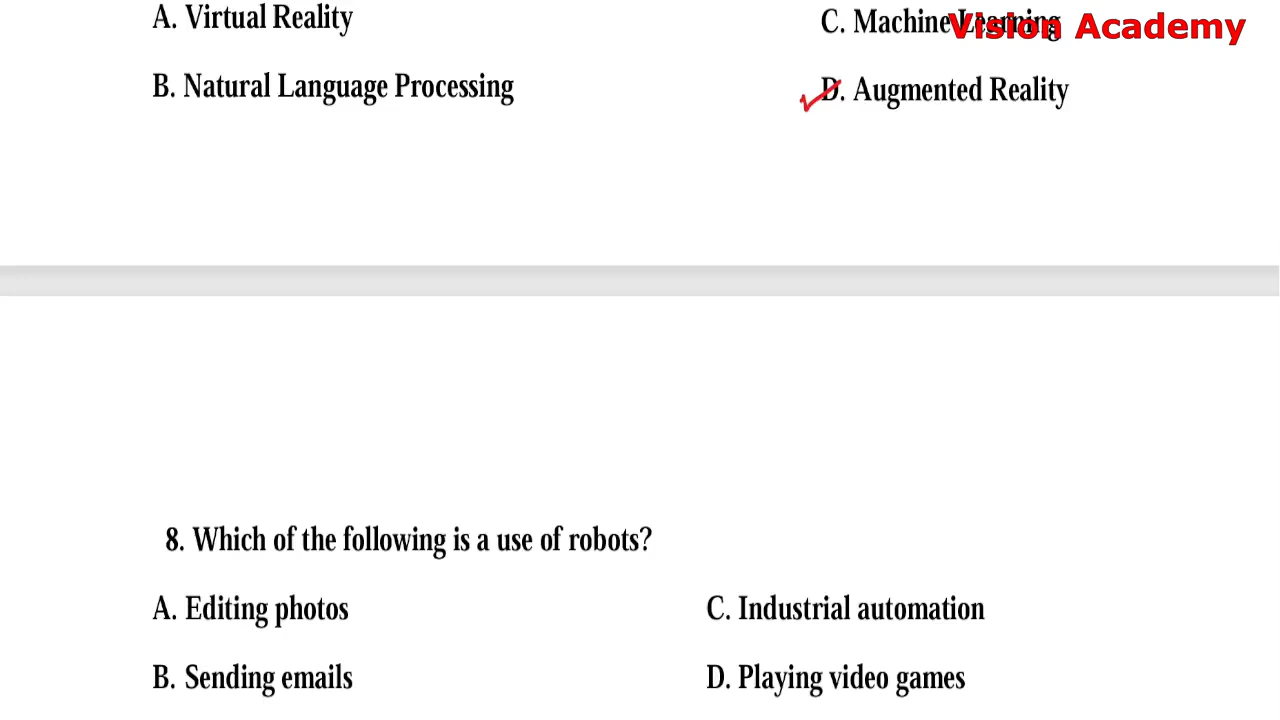 A. Virtual Reality
C. Machine Learning
Vision Academy
B. Natural Language Processing
D. Augmented Reality
8. Which of the following is a use of robots?
A. Editing photos
C. Industrial automation
B. Sending emails
D. Playing video games